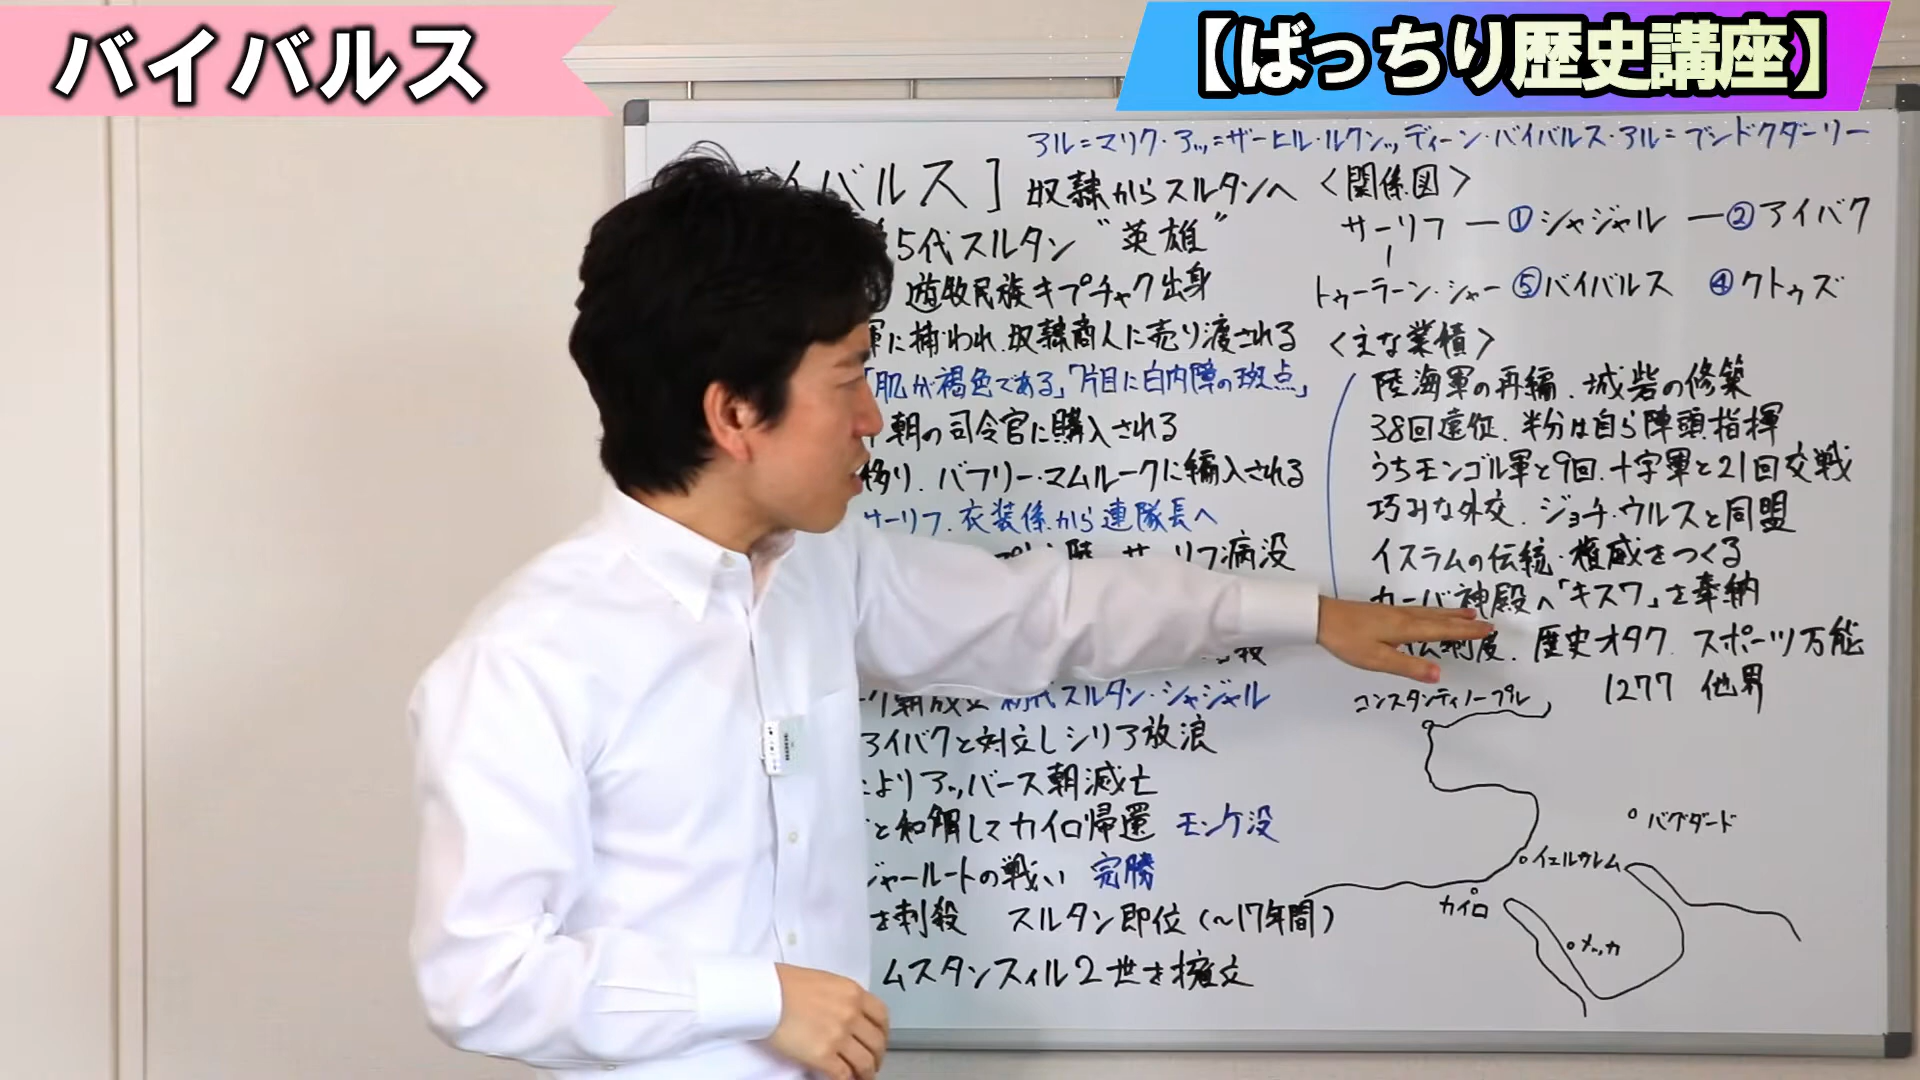 バイバルス
【ばっちり歴史講座】
アル=マリク・アッ=ザーヒル・ルクンッディーン・バイバルス・アル=ブンドクダーリー
イバルス] 奴隷からスルタンへ
5代スルタン "英雄"
遊牧民族キプチャク出身
軍に捕われ、奴隷商人に売り渡される
「肌が褐色である」「片目に白内障の斑点」
朝の司令官に購入される
移り、バフリー・マムルークに編入される
サーリフ、衣装係から連隊長へ
サーリフ病没
初代スルタン・シャジャル
アイバクと対立しシリア放浪
によりアッバース朝滅亡
と和解してカイロ帰還 モンケ没
ジャールートの戦い 完勝
を刺殺 スルタン即位(~17年間)
ムスタンスィル2世を擁立
<関係図>
サーリフ ー ①シャジャル ー ②アイバク
トゥーラーン・シャー ⑤バイバルス ④クトゥズ
<主な業績>
陸海軍の再編、城砦の修築
38回遠征、半分は自ら陣頭指揮
うちモンゴル軍と9回、十字軍と21回交戦
巧みな外交、ジョチ・ウルスと同盟
イスラムの伝統・権威をつくる
カーバ神殿へ「キスワ」を奉納
制度、歴史オタク、スポーツ万能
1277 他界
コンスタンティノープル
バグダード
イェルサレム
カイロ
メッカ